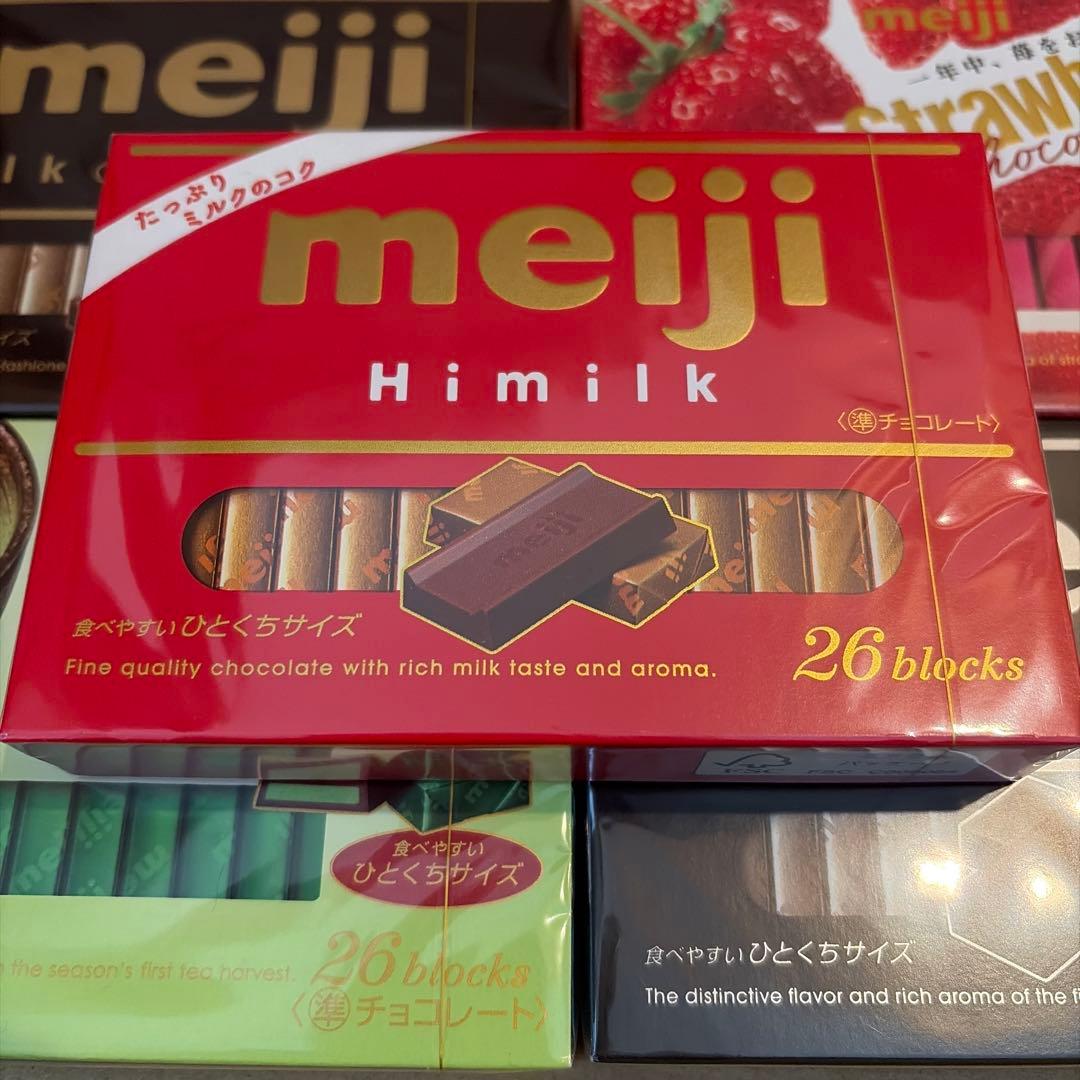 meiji
meiji
一年中、苺を
たっぷり
ミルクのコク
meiji
Himilk
〈準チョコレート〉
meiji
食べやすいひとくちサイズ
Fine quality chocolate with rich milk taste and aroma.
26 blocks
FSC
meiji
食べやすい
ひとくちサイズ
the season's first tea harvest.
26 blocks
〈準チョコレート〉
食べやすいひとくちサイズ
The distinctive flavor and rich aroma of the